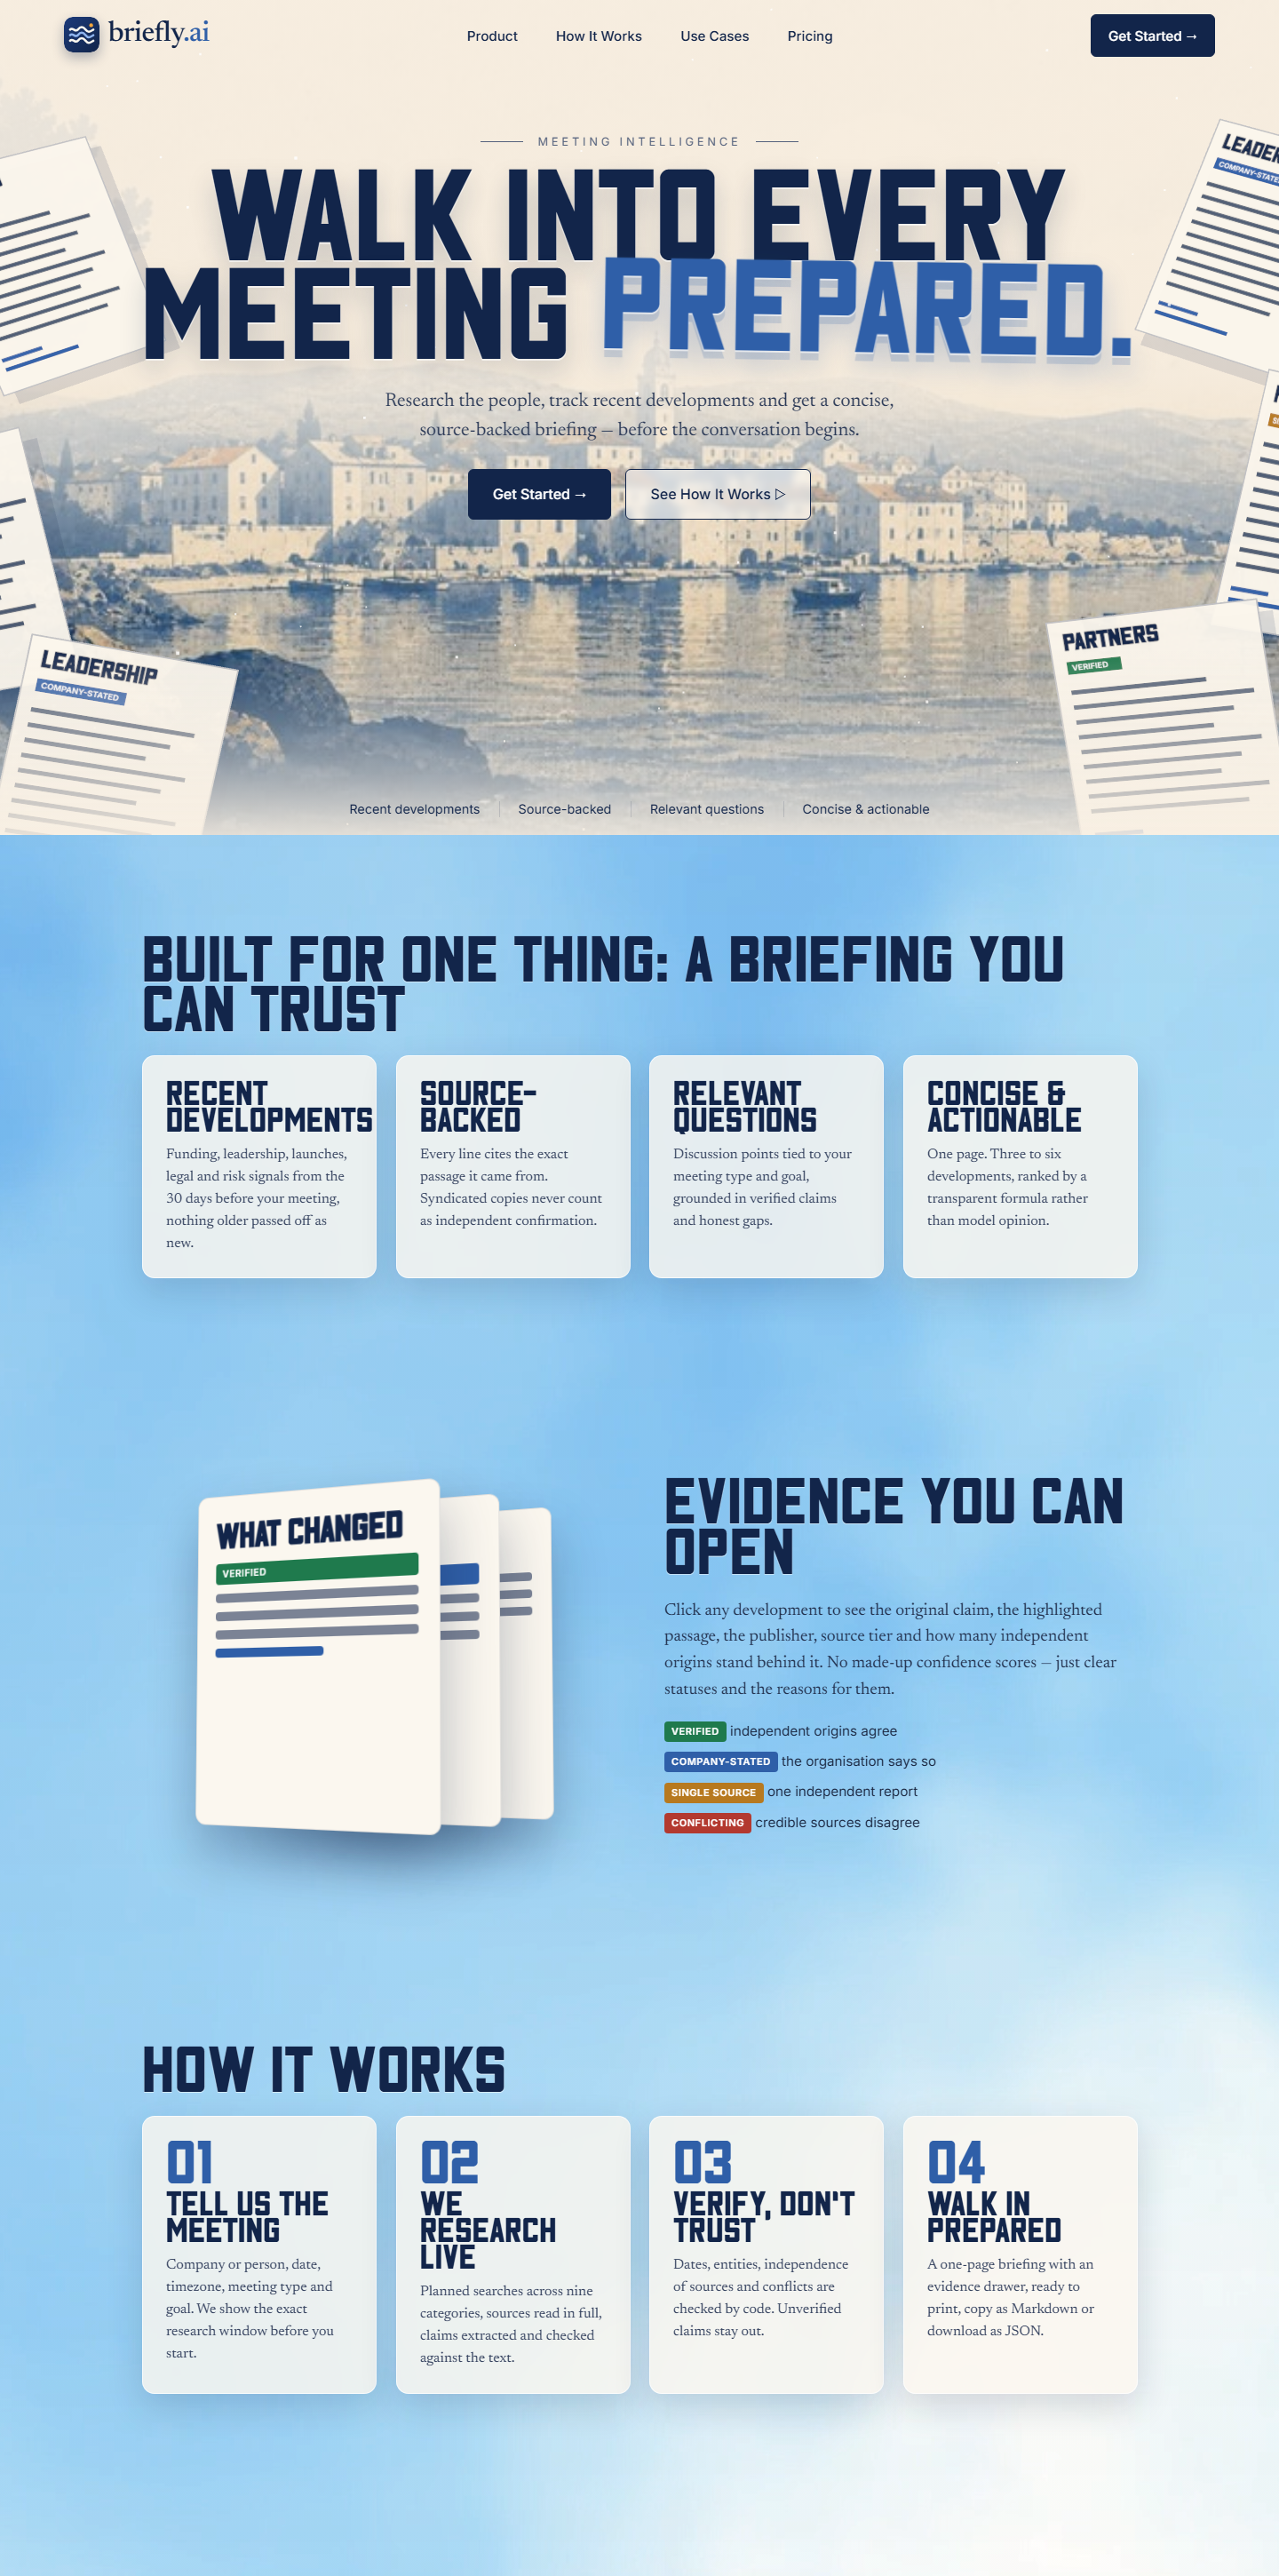 briefly.ai
Product
How It Works
Use Cases
Pricing
Get Started →
MEETING INTELLIGENCE
WALK INTO EVERY
MEETING PREPARED.
Research the people, track recent developments and get a concise,
source-backed briefing — before the conversation begins.
Get Started →
See How It Works ▷
LEADERSHIP
COMPANY-STATED
PARTNERS
VERIFIED
Recent developments
Source-backed
Relevant questions
Concise & actionable
BUILT FOR ONE THING: A BRIEFING YOU
CAN TRUST
RECENT
DEVELOPMENTS
Funding, leadership, launches,
legal and risk signals from the
30 days before your meeting,
nothing older passed off as
new.
SOURCE-
BACKED
Every line cites the exact
passage it came from.
Syndicated copies never count
as independent confirmation.
RELEVANT
QUESTIONS
Discussion points tied to your
meeting type and goal,
grounded in verified claims
and honest gaps.
CONCISE &
ACTIONABLE
One page. Three to six
developments, ranked by a
transparent formula rather
than model opinion.
WHAT CHANGED
VERIFIED
EVIDENCE YOU CAN
OPEN
Click any development to see the original claim, the highlighted
passage, the publisher, source tier and how many independent
origins stand behind it. No made-up confidence scores — just clear
statuses and the reasons for them.
VERIFIED independent origins agree
COMPANY-STATED the organisation says so
SINGLE SOURCE one independent report
CONFLICTING credible sources disagree
HOW IT WORKS
01
TELL US THE
MEETING
Company or person, date,
timezone, meeting type and
goal. We show the exact
research window before you
start.
02
WE
RESEARCH
LIVE
Planned searches across nine
categories, sources read in full,
claims extracted and checked
against the text.
03
VERIFY, DON'T
TRUST
Dates, entities, independence
of sources and conflicts are
checked by code. Unverified
claims stay out.
04
WALK IN
PREPARED
A one-page briefing with an
evidence drawer, ready to
print, copy as Markdown or
download as JSON.